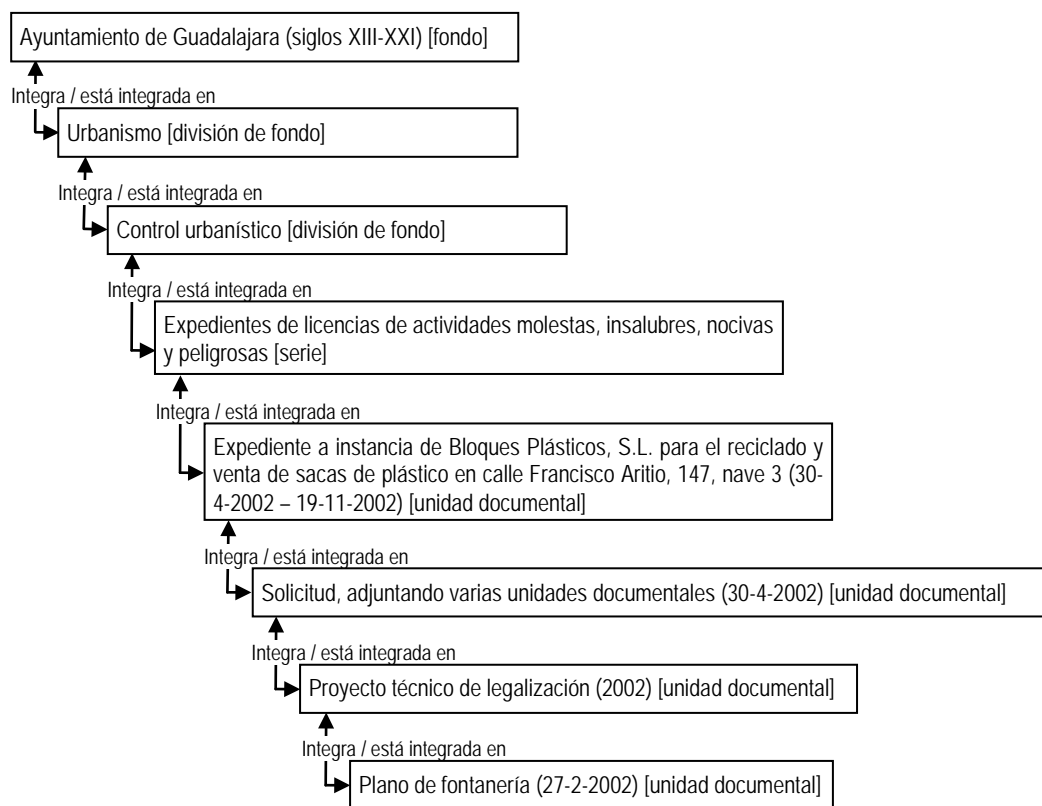 Ayuntamiento de Guadalajara (siglos XIII-XXI) [fondo]
Integra / está integrada en
Urbanismo [división de fondo]
Integra / está integrada en
Control urbanístico [división de fondo]
Integra / está integrada en
Expedientes de licencias de actividades molestas, insalubres, nocivas
y peligrosas [serie]
Integra / está integrada en
Expediente a instancia de Bloques Plásticos, S.L. para el reciclado y
venta de sacas de plástico en calle Francisco Aritio, 147, nave 3 (30-
4-2002 – 19-11-2002) [unidad documental]
Integra / está integrada en
Solicitud, adjuntando varias unidades documentales (30-4-2002) [unidad documental]
Integra / está integrada en
Proyecto técnico de legalización (2002) [unidad documental]
Integra / está integrada en
Plano de fontanería (27-2-2002) [unidad documental]